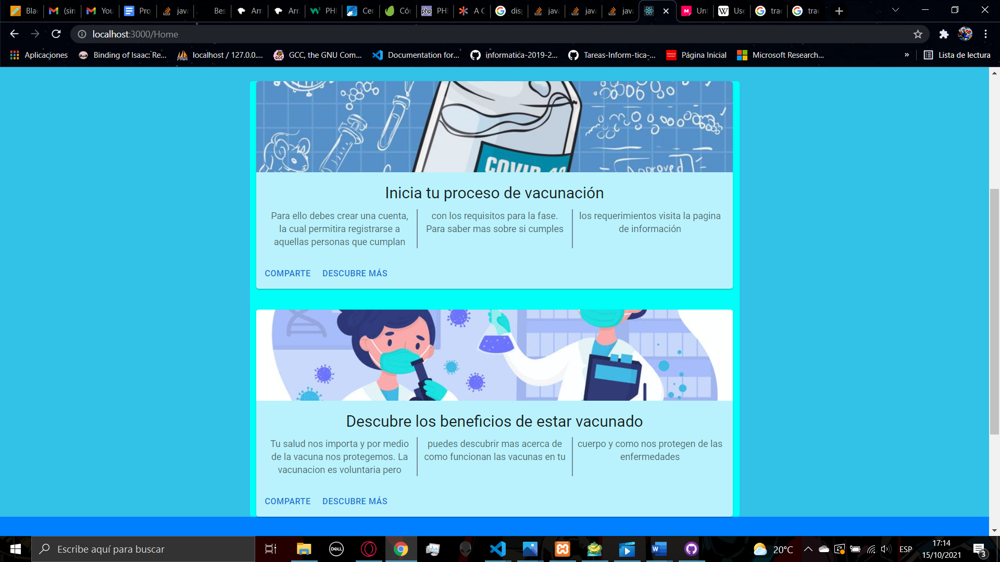 Bla
(sin
You
Pro
java
Bes
Arr
Arr
PHI
Cer
Cór
PHI
A C
disp
java
java
java
Unt
Use
trac
trac
localhost:3000/Home
Aplicaciones
Binding of Isaac: Re...
localhost / 127.0.0....
GCC, the GNU Com...
Documentation for...
informatica-2019-2...
Tareas-Inform-tica-...
Página Inicial
Microsoft Research...
»
Lista de lectura
COVID-19
Approved
Inicia tu proceso de vacunación
Para ello debes crear una cuenta,
la cual permitira registrarse a
aquellas personas que cumplan
con los requisitos para la fase.
Para saber mas sobre si cumples
los requerimientos visita la pagina
de información
COMPARTE DESCUBRE MÁS
Descubre los beneficios de estar vacunado
Tu salud nos importa y por medio
de la vacuna nos protegemos. La
vacunacion es voluntaria pero
puedes descubrir mas acerca de
como funcionan las vacunas en tu
cuerpo y como nos protegen de las
enfermedades
COMPARTE DESCUBRE MÁS
Escribe aquí para buscar
DELL
20°C
ESP
17:14
15/10/2021
3